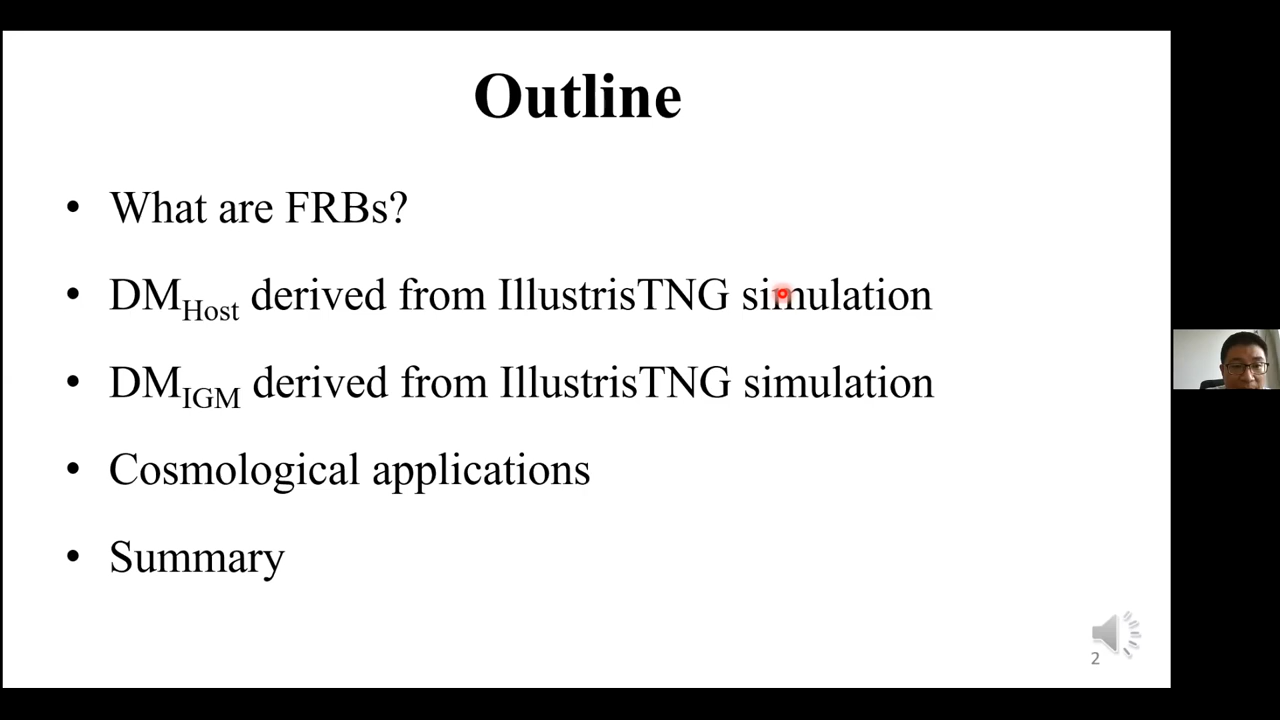 Outline
• What are FRBs?
• DM_Host derived from IllustrisTNG simulation
• DM_IGM derived from IllustrisTNG simulation
• Cosmological applications
• Summary
2